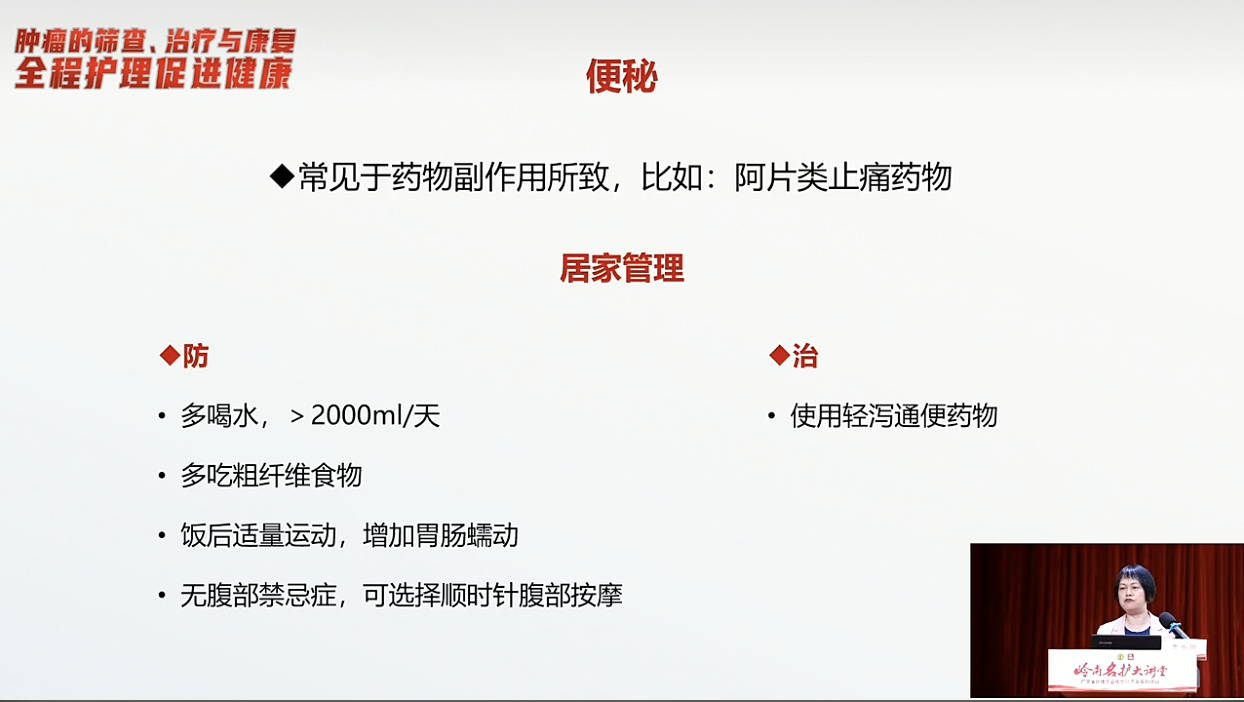 肿瘤的筛查、治疗与康复
全程护理促进健康
便秘
◆常见于药物副作用所致，比如：阿片类止痛药物
居家管理
◆防
• 多喝水，＞2000ml/天
• 多吃粗纤维食物
• 饭后适量运动，增加胃肠蠕动
• 无腹部禁忌症，可选择顺时针腹部按摩
◆治
• 使用轻泻通便药物
岭南名护大讲堂